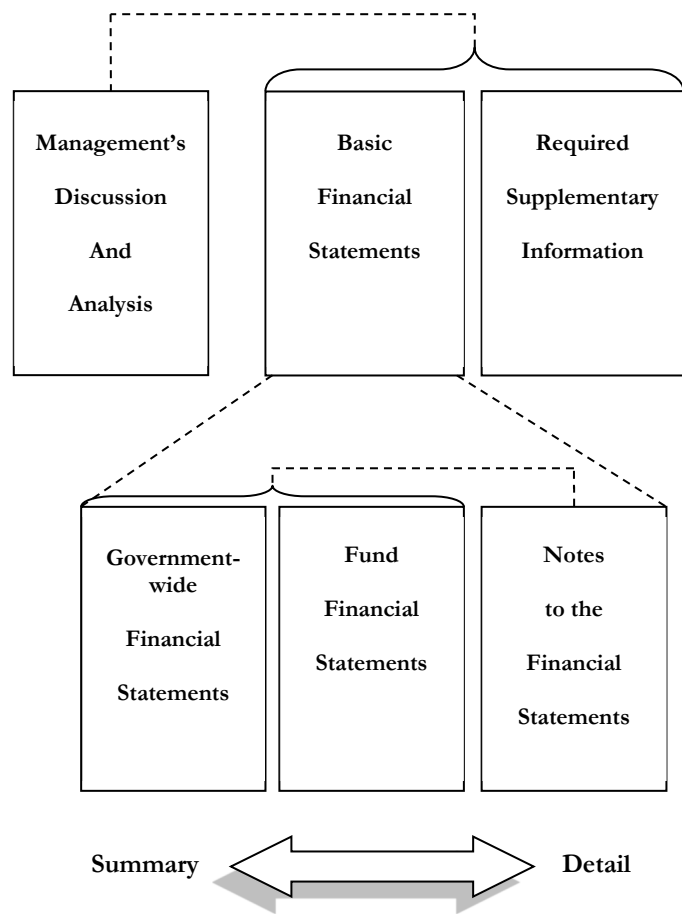 Management’s
Discussion
And
Analysis
Basic
Financial
Statements
Required
Supplementary
Information
Government-
wide
Financial
Statements
Fund
Financial
Statements
Notes
to the
Financial
Statements
Summary
Detail